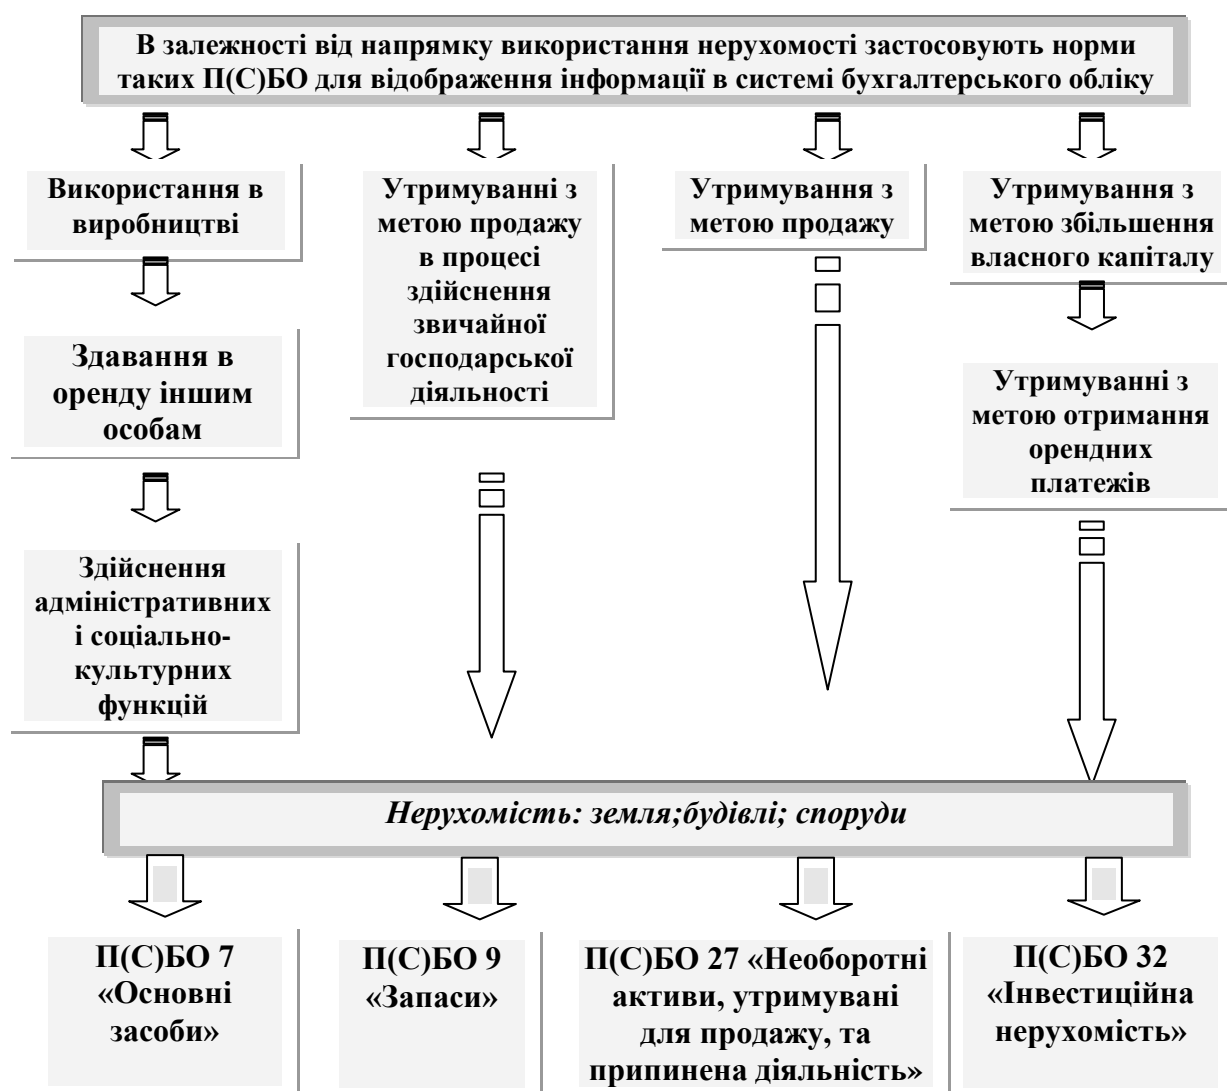 В залежності від напрямку використання нерухомості застосовують норми
таких П(С)БО для відображення інформації в системі бухгалтерського обліку
Використання в
виробництві
Здавання в
оренду іншим
особам
Здійснення
адміністративних
і соціально-
культурних
функцій
Утримуванні з
метою продажу
в процесі
здійснення
звичайної
господарської
діяльності
Утримування з
метою продажу
Утримування з
метою збільшення
власного капіталу
Утримуванні з
метою отримання
орендних
платежів
Нерухомість: земля;будівлі; споруди
П(С)БО 7
«Основні
засоби»
П(С)БО 9
«Запаси»
П(С)БО 27 «Необоротні
активи, утримувані
для продажу, та
припинена діяльність»
П(С)БО 32
«Інвестиційна
нерухомість»